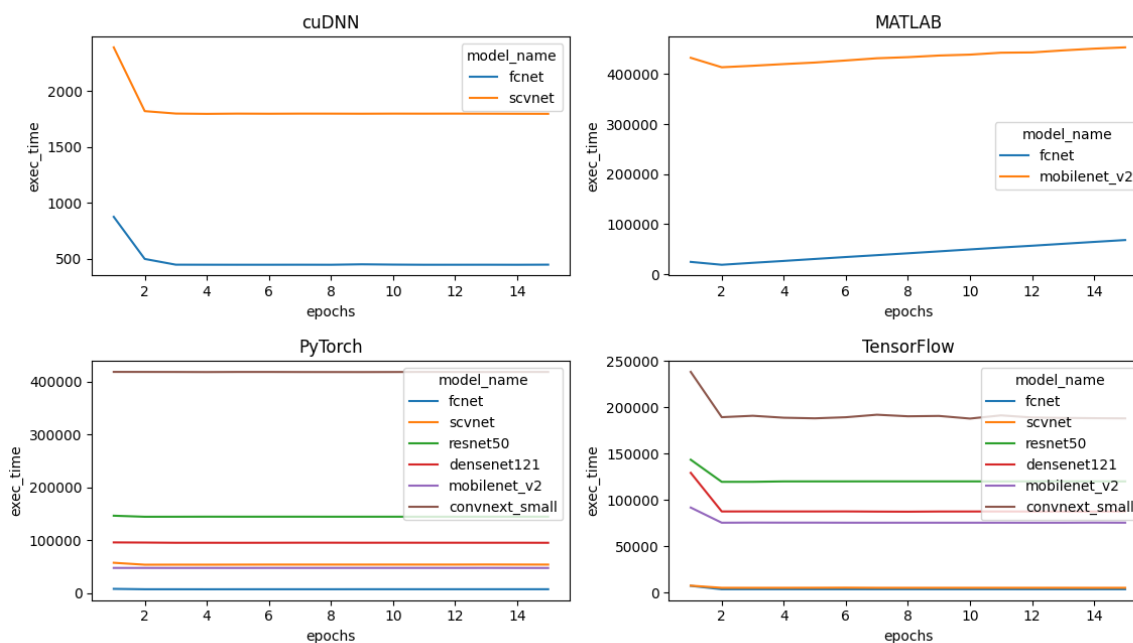 cuDNN
exec_time
2000
1500
1000
500
2 4 6 8 10 12 14
epochs
model_name
fcnet
scvnet
MATLAB
exec_time
400000
300000
200000
100000
0
2 4 6 8 10 12 14
epochs
model_name
fcnet
mobilenet_v2
PyTorch
exec_time
400000
300000
200000
100000
0
2 4 6 8 10 12 14
epochs
model_name
fcnet
scvnet
resnet50
densenet121
mobilenet_v2
convnext_small
TensorFlow
exec_time
250000
200000
150000
100000
50000
0
2 4 6 8 10 12 14
epochs
model_name
fcnet
scvnet
resnet50
densenet121
mobilenet_v2
convnext_small